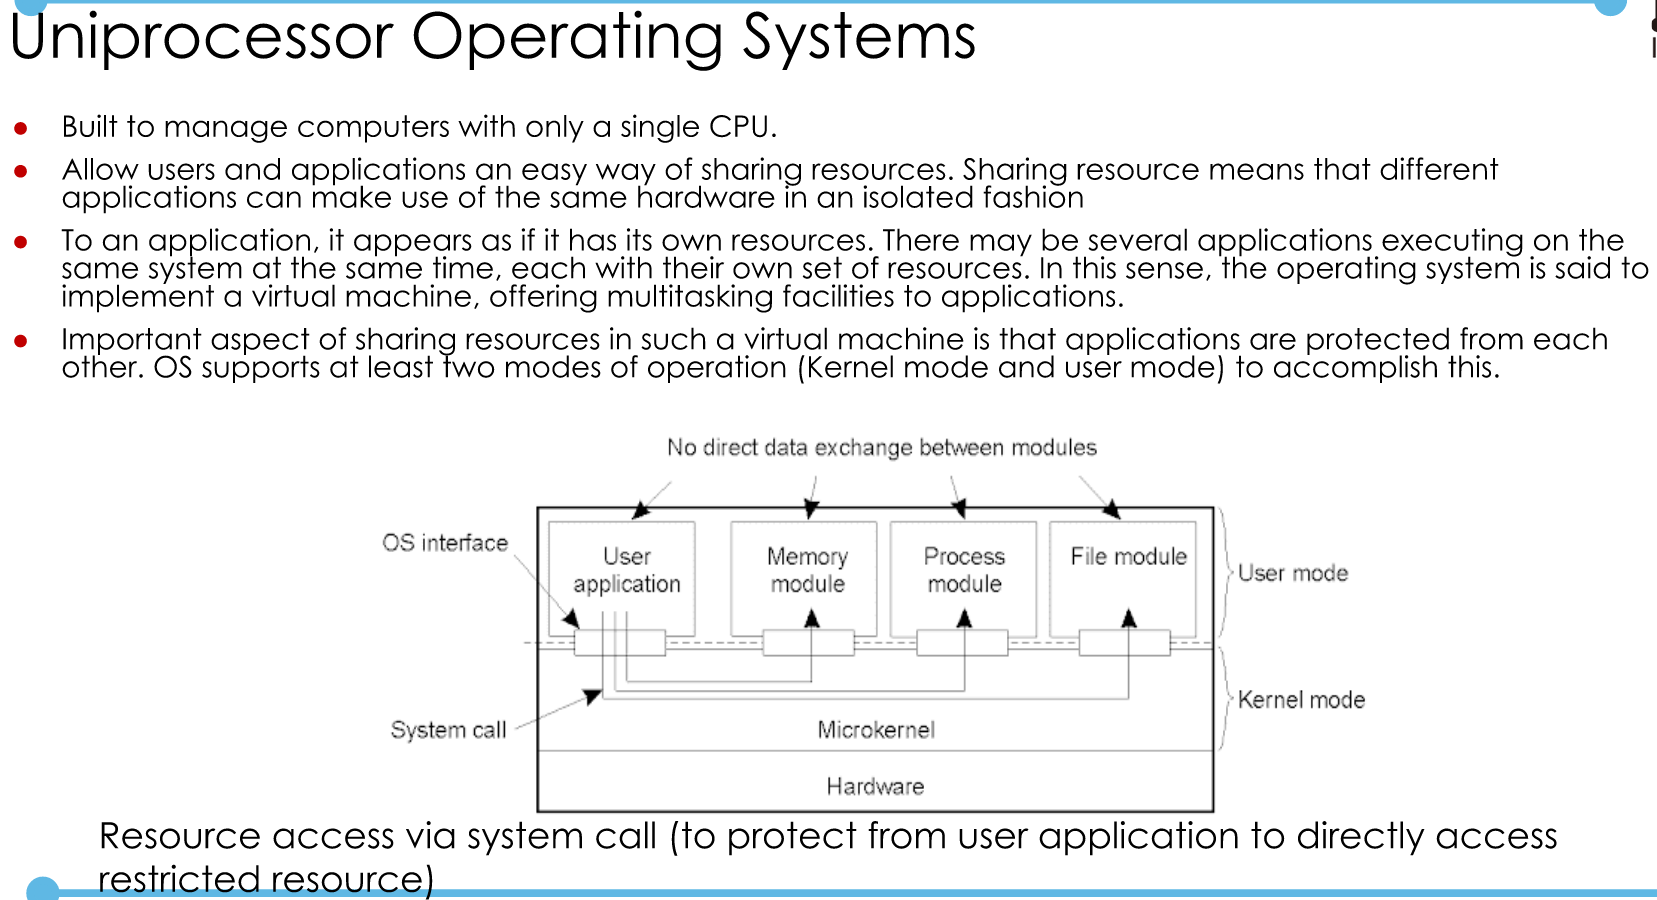 Uniprocessor Operating Systems
● Built to manage computers with only a single CPU.
● Allow users and applications an easy way of sharing resources. Sharing resource means that different
applications can make use of the same hardware in an isolated fashion
● To an application, it appears as if it has its own resources. There may be several applications executing on the
same system at the same time, each with their own set of resources. In this sense, the operating system is said to
implement a virtual machine, offering multitasking facilities to applications.
● Important aspect of sharing resources in such a virtual machine is that applications are protected from each
other. OS supports at least two modes of operation (Kernel mode and user mode) to accomplish this.
No direct data exchange between modules
OS interface
User
application
Memory
module
Process
module
File module
User mode
System call
Microkernel
Kernel mode
Hardware
Resource access via system call (to protect from user application to directly access
restricted resource)